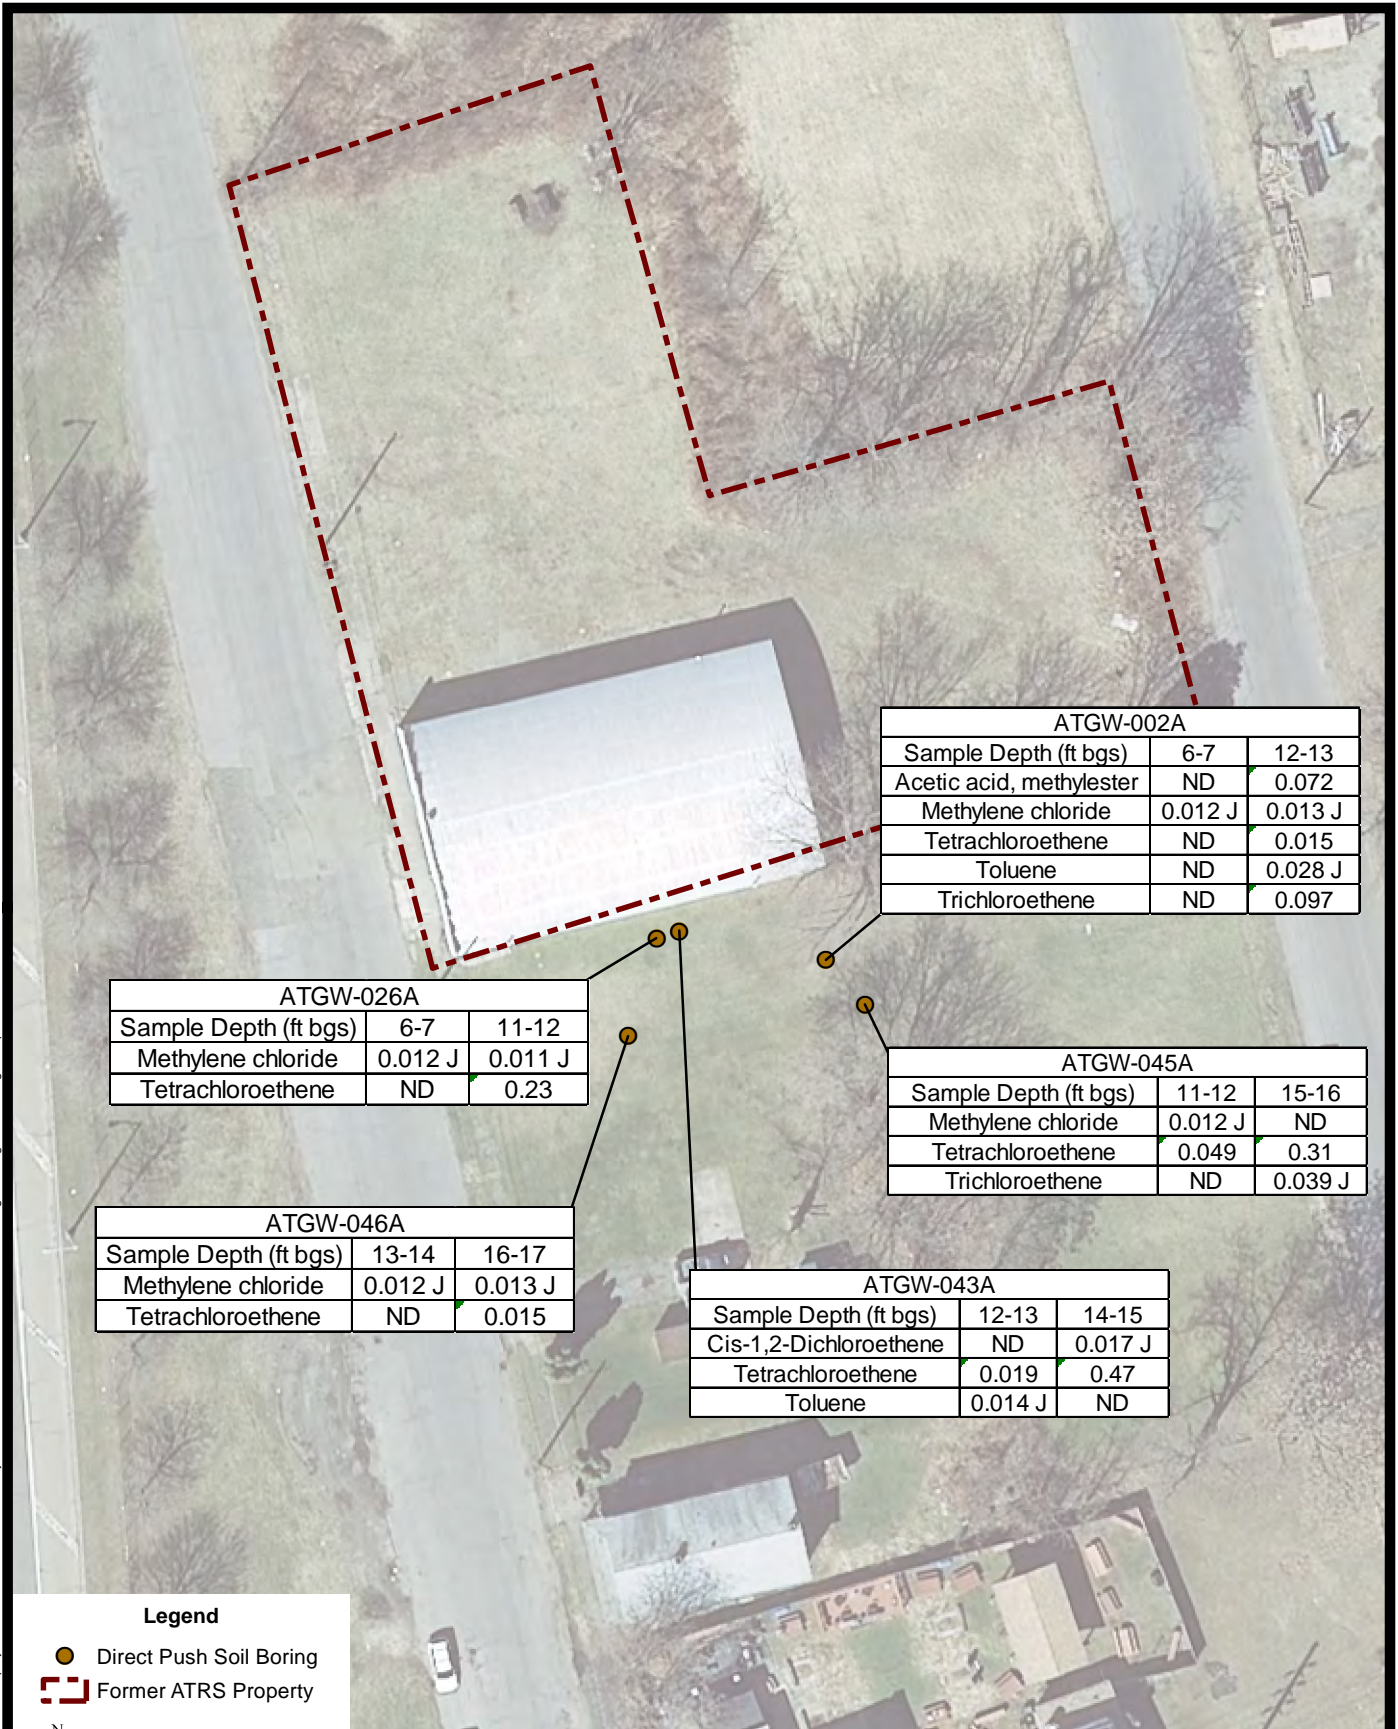 ATGW-002A
Sample Depth (ft bgs) 6-7 12-13
Acetic acid, methylester ND 0.072
Methylene chloride 0.012 J 0.013 J
Tetrachloroethene ND 0.015
Toluene ND 0.028 J
Trichloroethene ND 0.097
ATGW-026A
Sample Depth (ft bgs) 6-7 11-12
Methylene chloride 0.012 J 0.011 J
Tetrachloroethene ND 0.23
ATGW-045A
Sample Depth (ft bgs) 11-12 15-16
Methylene chloride 0.012 J ND
Tetrachloroethene 0.049 0.31
Trichloroethene ND 0.039 J
ATGW-046A
Sample Depth (ft bgs) 13-14 16-17
Methylene chloride 0.012 J 0.013 J
Tetrachloroethene ND 0.015
ATGW-043A
Sample Depth (ft bgs) 12-13 14-15
Cis-1,2-Dichloroethene ND 0.017 J
Tetrachloroethene 0.019 0.47
Toluene 0.014 J ND
Legend
Direct Push Soil Boring
Former ATRS Property
N